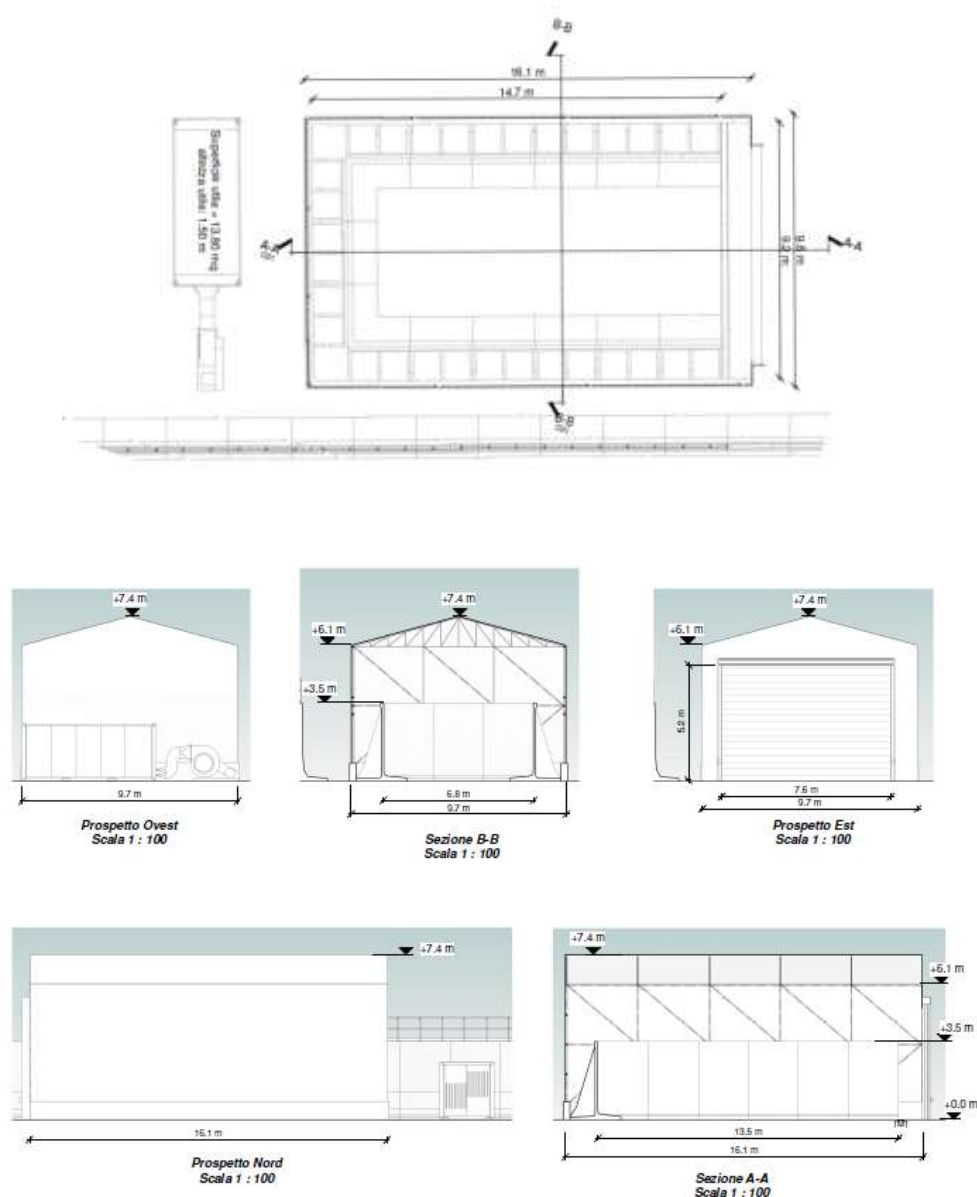 B-B
16.1 m
14.7 m
Superficie utile = 13.80 mq
altezza utile: 1.50 m
A-A
A-A
9.2 m
B-B
+7.4 m
9.7 m
Prospetto Ovest
Scala 1 : 100
+7.4 m
+6.1 m
+3.5 m
6.8 m
9.7 m
Sezione B-B
Scala 1 : 100
+7.4 m
+6.1 m
5.2 m
7.6 m
9.7 m
Prospetto Est
Scala 1 : 100
+7.4 m
16.1 m
Prospetto Nord
Scala 1 : 100
+7.4 m
+6.1 m
+3.5 m
+0.0 m
13.5 m
16.1 m
Sezione A-A
Scala 1 : 100